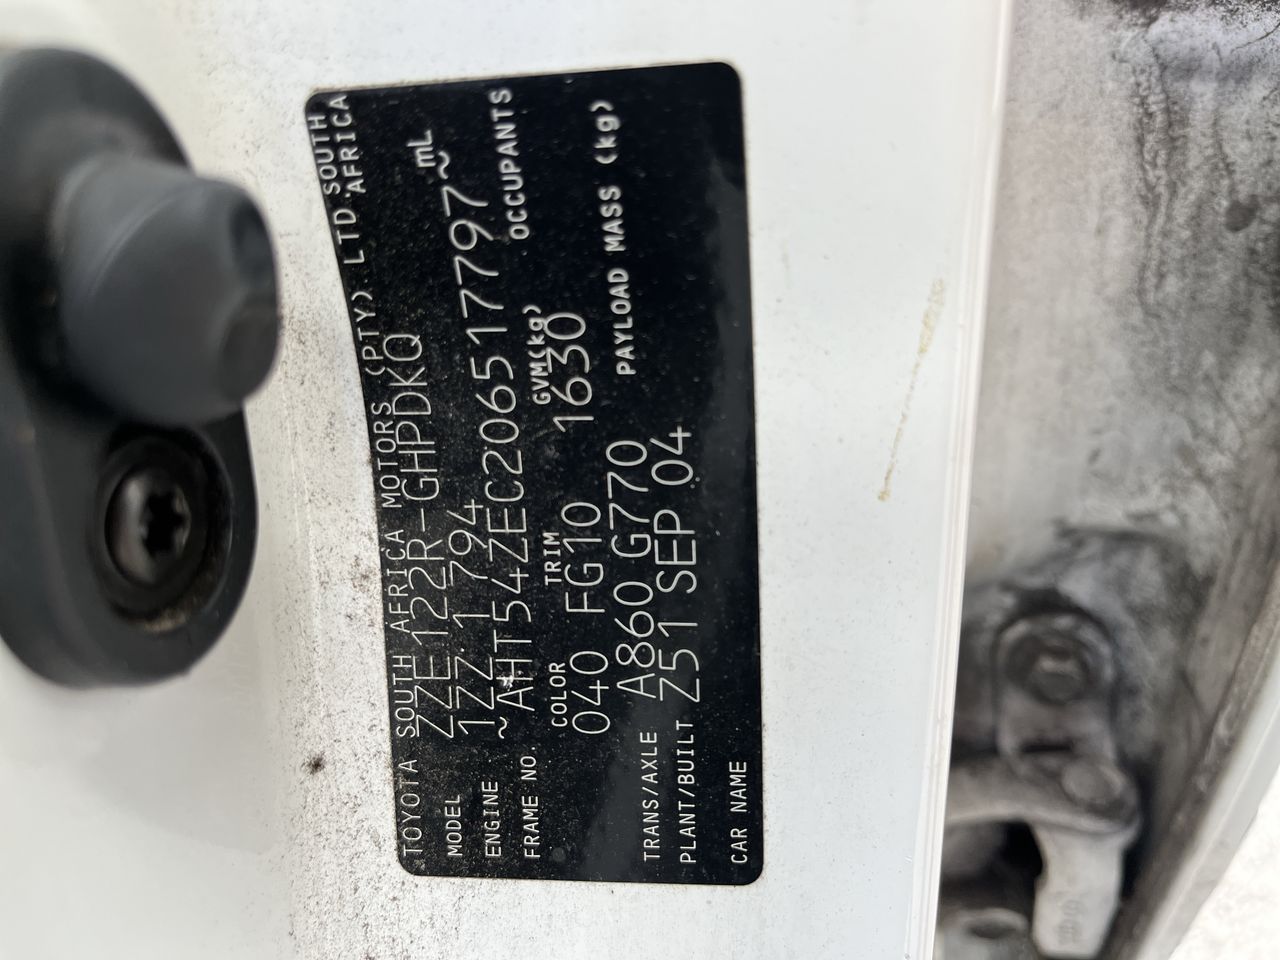 TOYOTA SOUTH AFRICA MOTORS (PTY) LTD. SOUTH AFRICA
MODEL ZZE122R-GHPDKQ
ENGINE 1ZZ. 1 794 mL
FRAME NO. ~AHT54ZEC206517797~
COLOR TRIM GVM(kg) OCCUPANTS
040 FG10 1630
TRANS/AXLE A860 G770 PAYLOAD MASS (kg)
PLANT/BUILT Z51 SEP 04
CAR NAME